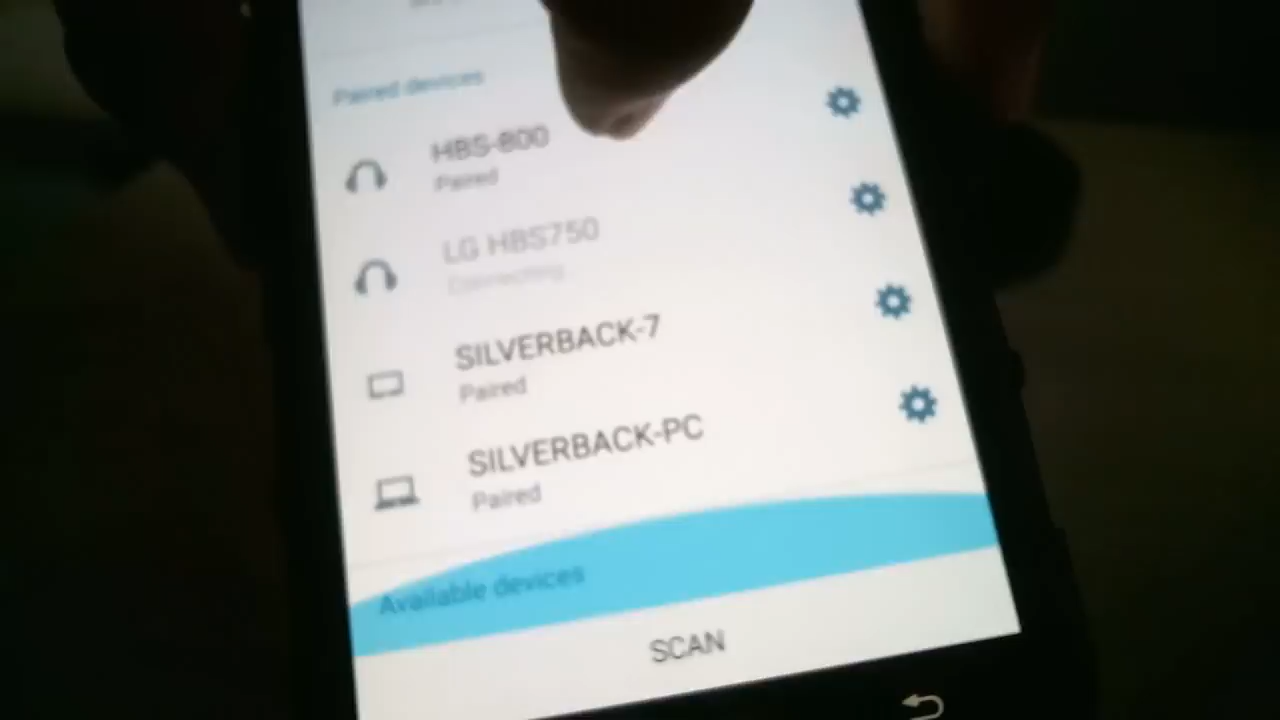 Paired devices
HBS-800
Paired
LG HBS750
Connecting
SILVERBACK-7
Paired
SILVERBACK-PC
Paired
Available devices
SCAN